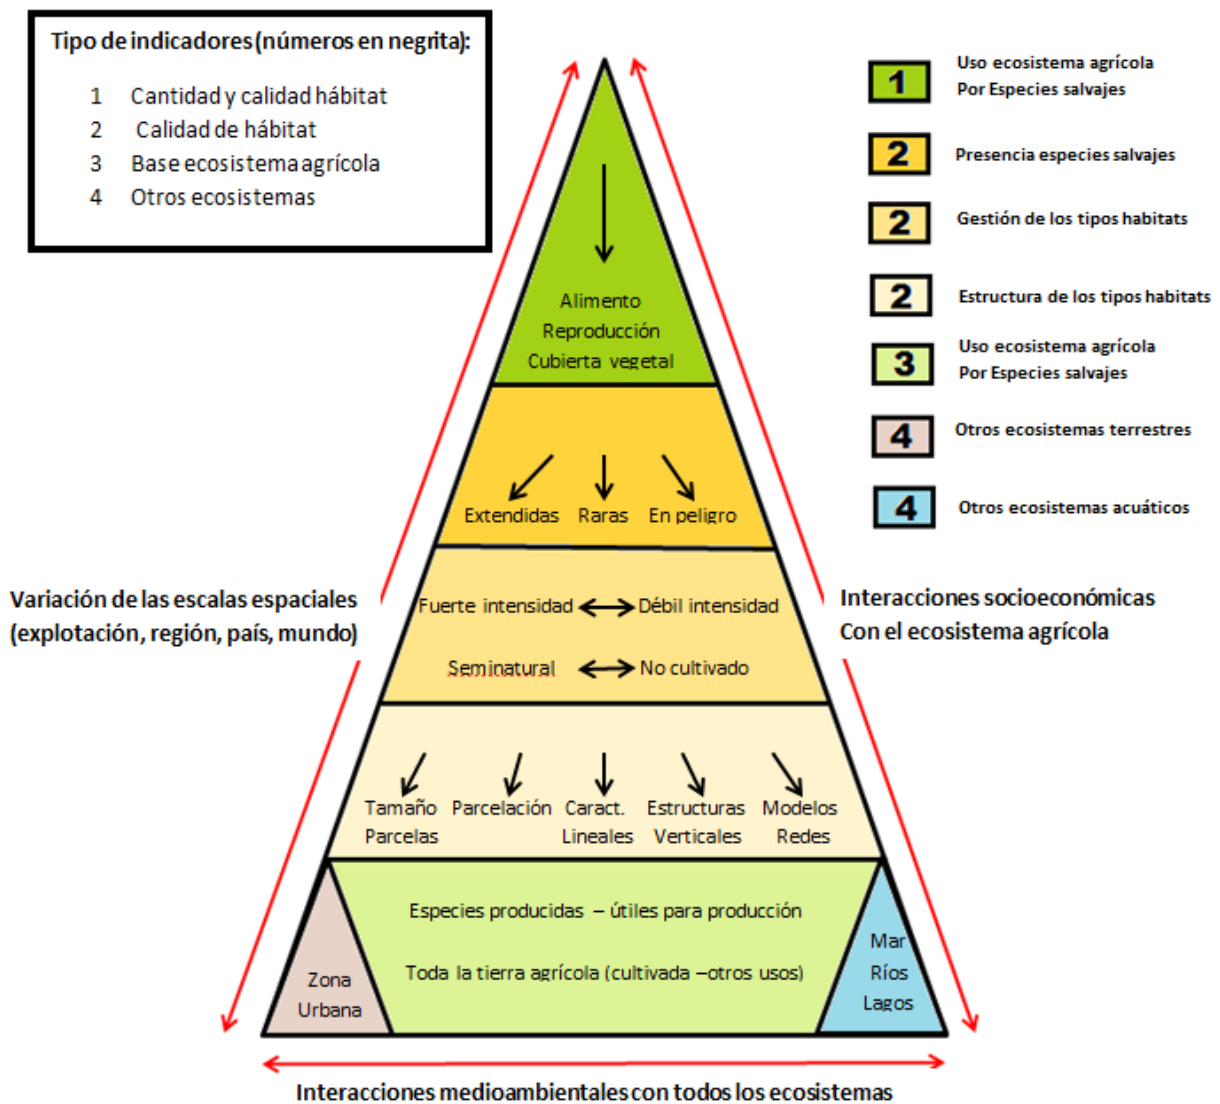 Tipo de indicadores (números en negrita):
1 Cantidad y calidad hábitat
2 Calidad de hábitat
3 Base ecosistema agrícola
4 Otros ecosistemas
1 Uso ecosistema agrícola
Por Especies salvajes
2 Presencia especies salvajes
2 Gestión de los tipos habitats
2 Estructura de los tipos habitats
3 Uso ecosistema agrícola
Por Especies salvajes
4 Otros ecosistemas terrestres
4 Otros ecosistemas acuáticos
Alimento
Reproducción
Cubierta vegetal
Extendidas Raras En peligro
Fuerte intensidad Débil intensidad
Seminatural No cultivado
Variación de las escalas espaciales
(explotación, región, país, mundo)
Interacciones socioeconómicas
Con el ecosistema agrícola
Tamaño Parcelación Caract. Estructuras Modelos
Parcelas Lineales Verticales Redes
Especies producidas – útiles para producción
Toda la tierra agrícola (cultivada –otros usos)
Zona
Urbana
Mar
Ríos
Lagos
Interacciones medioambientales con todos los ecosistemas